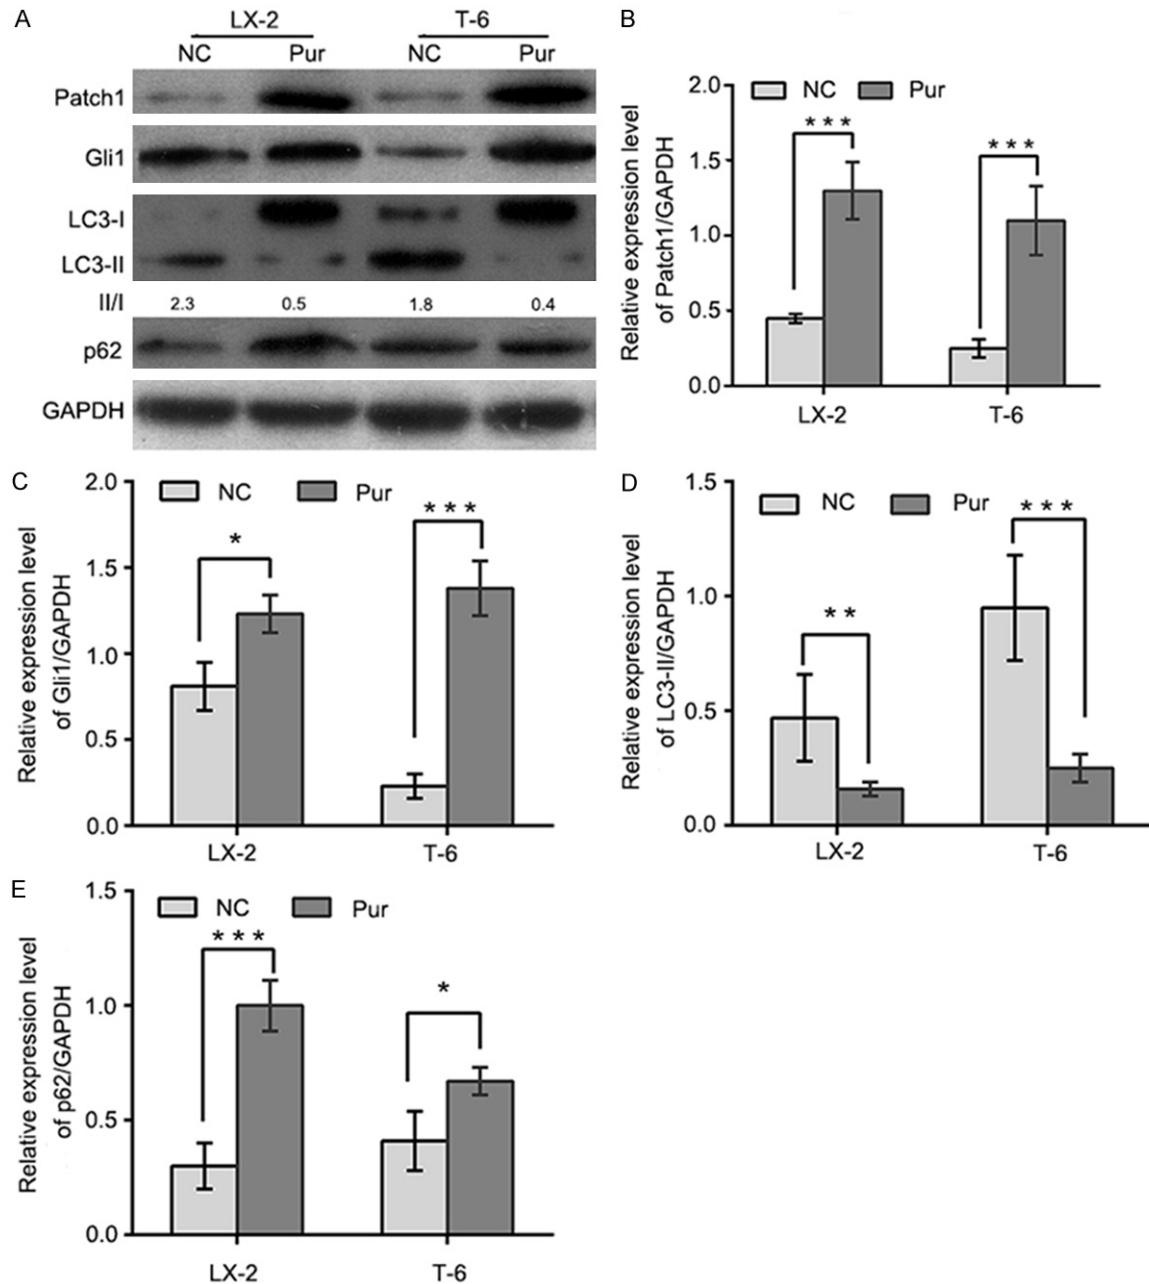 A
LX-2 T-6
NC Pur NC Pur
Patch1
Gli1
LC3-I
LC3-II
II/I 2.3 0.5 1.8 0.4
p62
GAPDH
B
NC Pur
Relative expression level
of Patch1/GAPDH
2.0
1.5
1.0
0.5
0.0
*** ***
LX-2 T-6
C
NC Pur
Relative expression level
of Gli1/GAPDH
2.0
1.5
1.0
0.5
0.0
* ***
LX-2 T-6
D
NC Pur
Relative expression level
of LC3-II/GAPDH
1.5
1.0
0.5
0.0
** ***
LX-2 T-6
E
NC Pur
Relative expression level
of p62/GAPDH
1.5
1.0
0.5
0.0
*** *
LX-2 T-6